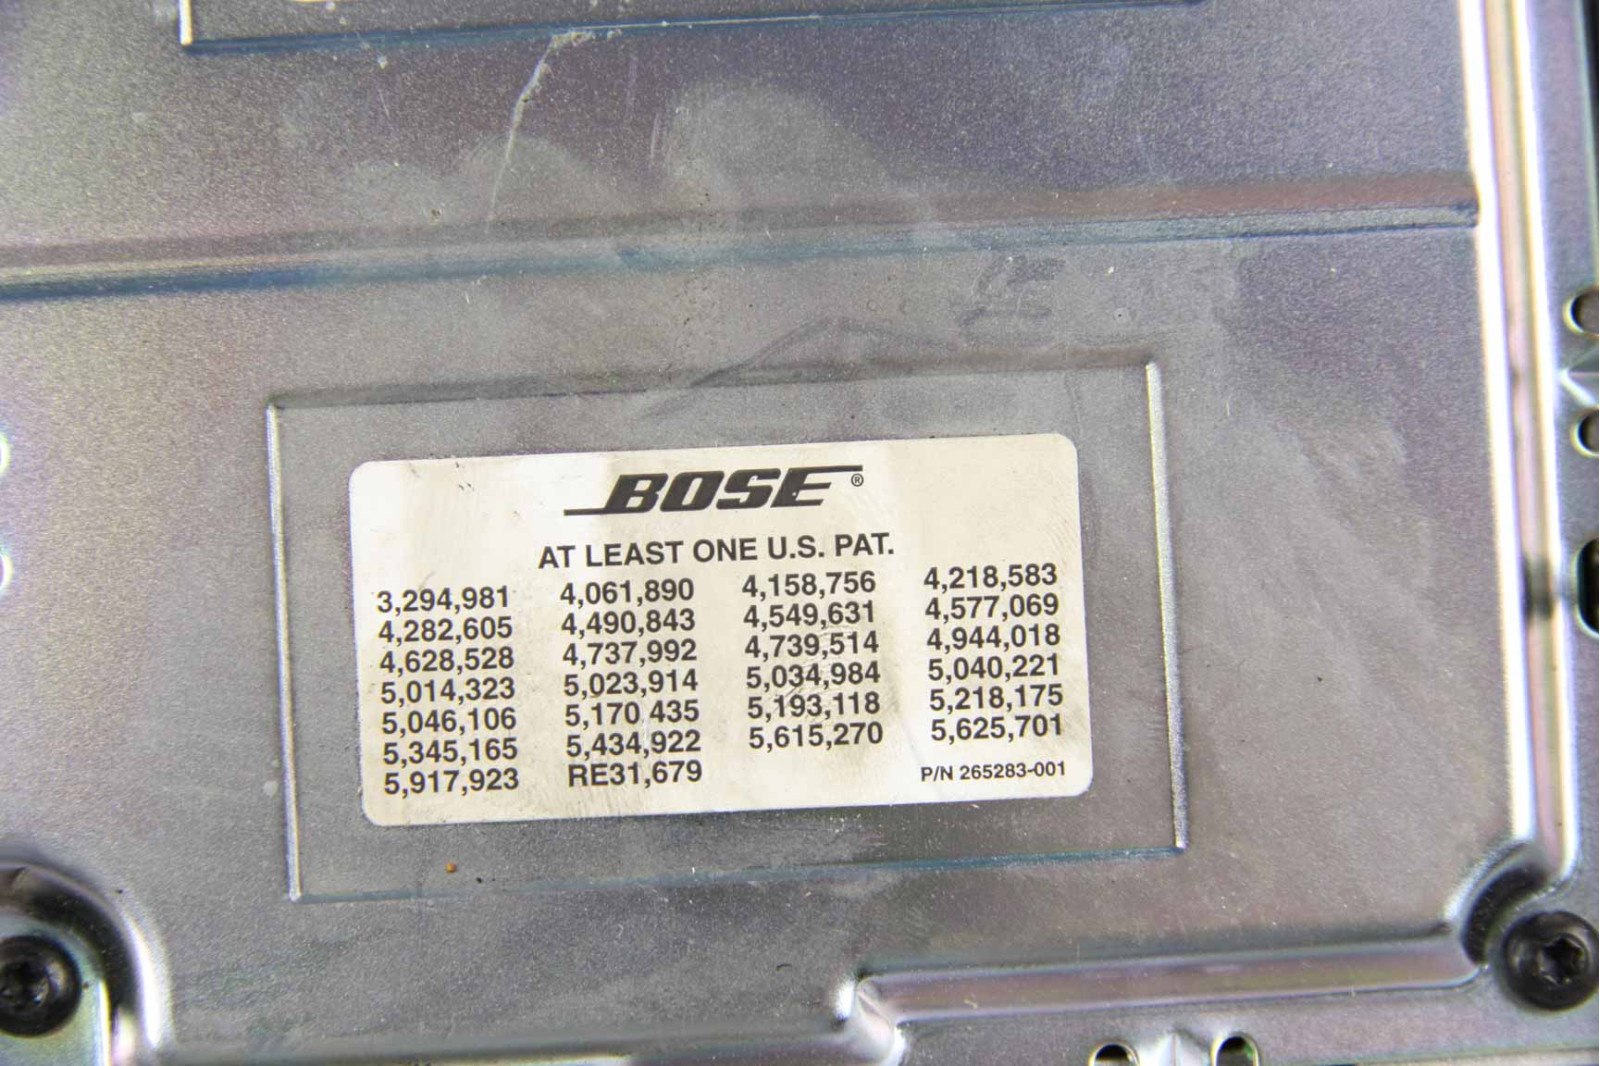 BOSE®
AT LEAST ONE U.S. PAT.
3,294,981 4,061,890 4,158,756 4,218,583
4,282,605 4,490,843 4,549,631 4,577,069
4,628,528 4,737,992 4,739,514 4,944,018
5,014,323 5,023,914 5,034,984 5,040,221
5,046,106 5,170 435 5,193,118 5,218,175
5,345,165 5,434,922 5,615,270 5,625,701
5,917,923 RE31,679 P/N 265283-001